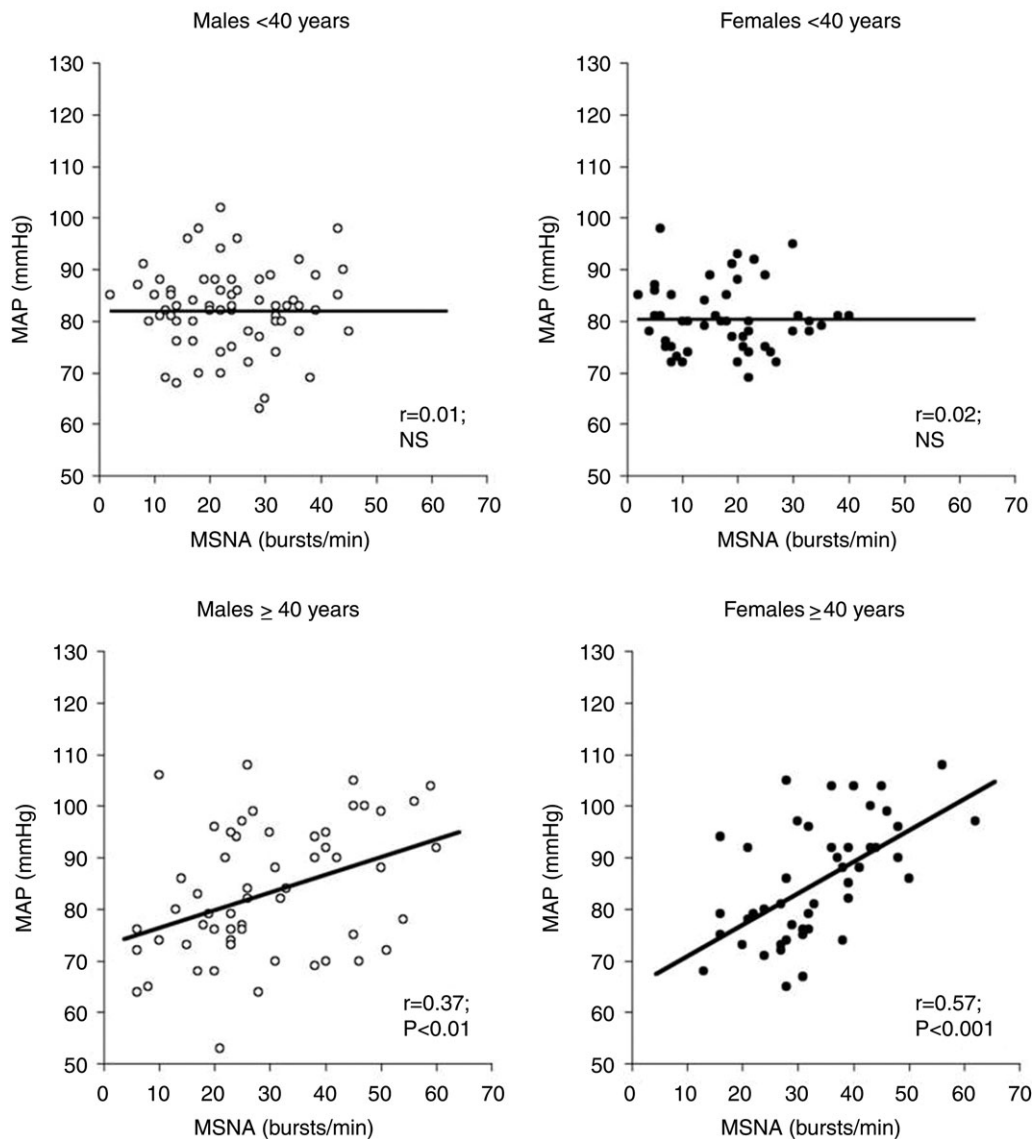 Males <40 years
130
120
110
100
90
80
70
60
50
MAP (mmHg)
0 10 20 30 40 50 60 70
MSNA (bursts/min)
r=0.01;
NS
Females <40 years
130
120
110
100
90
80
70
60
50
MAP (mmHg)
0 10 20 30 40 50 60 70
MSNA (bursts/min)
r=0.02;
NS
Males ≥ 40 years
130
120
110
100
90
80
70
60
50
MAP (mmHg)
0 10 20 30 40 50 60 70
MSNA (bursts/min)
r=0.37;
P<0.01
Females ≥40 years
130
120
110
100
90
80
70
60
50
MAP (mmHg)
0 10 20 30 40 50 60 70
MSNA (bursts/min)
r=0.57;
P<0.001